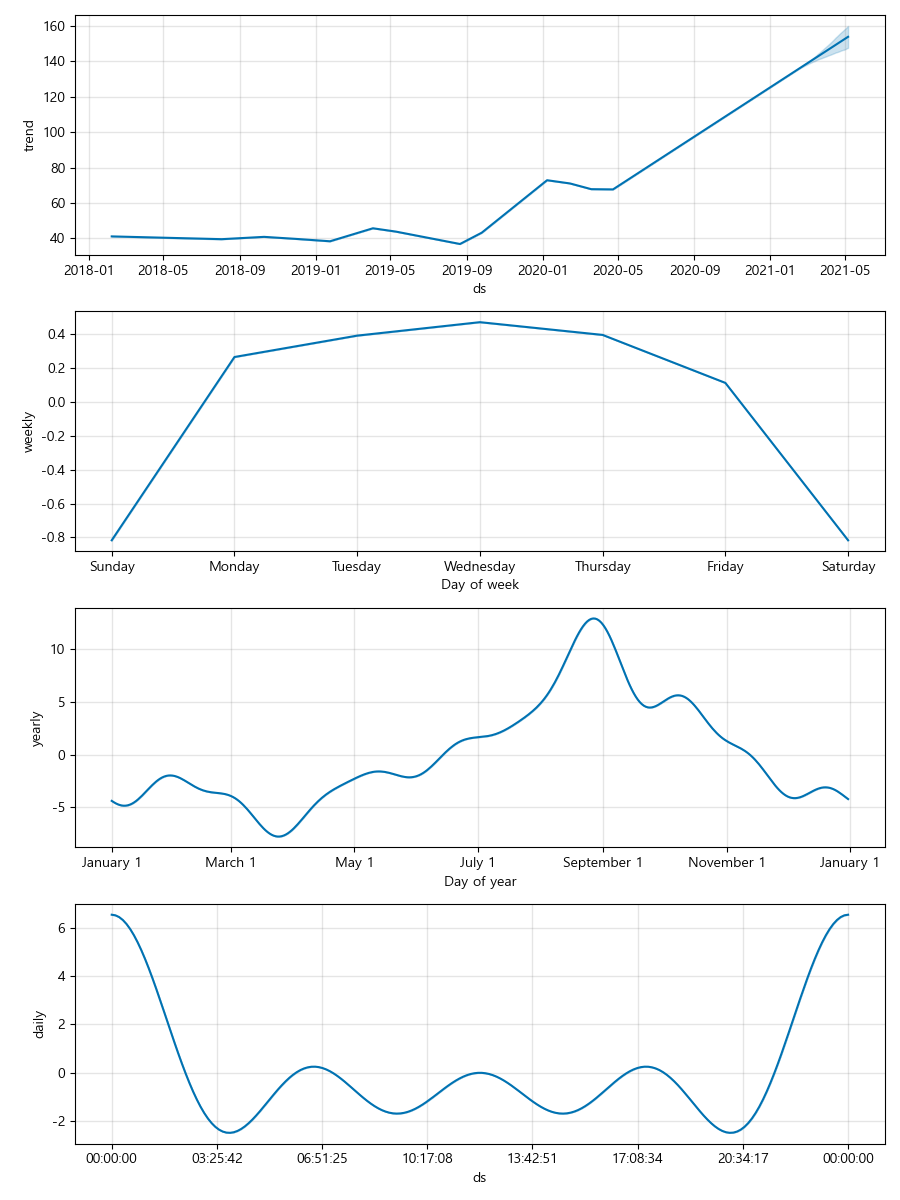 160
140
120
100
80
60
40
trend
2018-01 2018-05 2018-09 2019-01 2019-05 2019-09 2020-01 2020-05 2020-09 2021-01 2021-05
ds
0.4
0.2
0.0
-0.2
-0.4
-0.6
-0.8
weekly
Sunday Monday Tuesday Wednesday Thursday Friday Saturday
Day of week
10
5
0
-5
yearly
January 1 March 1 May 1 July 1 September 1 November 1 January 1
Day of year
6
4
2
0
-2
daily
00:00:00 03:25:42 06:51:25 10:17:08 13:42:51 17:08:34 20:34:17 00:00:00
ds